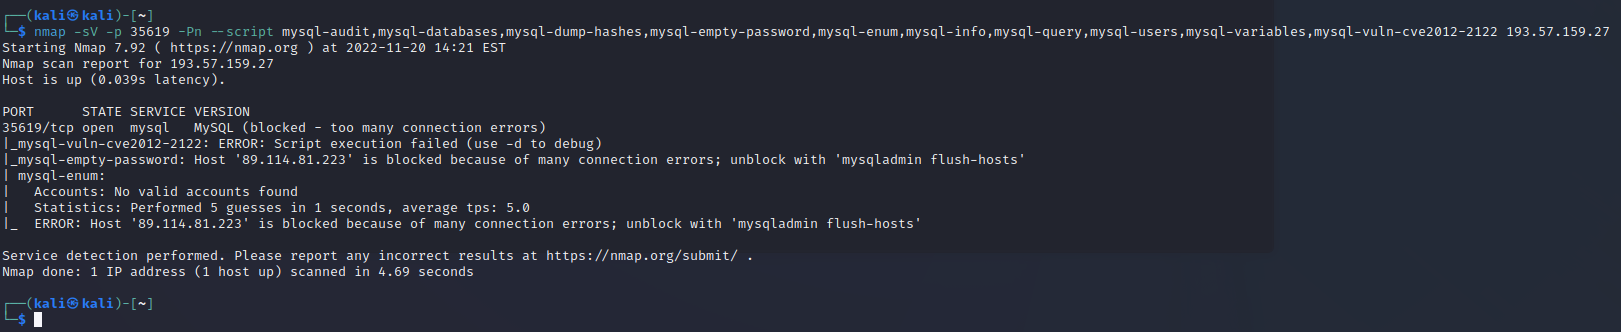 ┌──(kali㉿kali)-[~]
└─$ nmap -sV -p 35619 -Pn --script mysql-audit,mysql-databases,mysql-dump-hashes,mysql-empty-password,mysql-enum,mysql-info,mysql-query,mysql-users,mysql-variables,mysql-vuln-cve2012-2122 193.57.159.27
Starting Nmap 7.92 ( https://nmap.org ) at 2022-11-20 14:21 EST
Nmap scan report for 193.57.159.27
Host is up (0.039s latency).

PORT      STATE SERVICE VERSION
35619/tcp open  mysql   MySQL (blocked - too many connection errors)
|_mysql-vuln-cve2012-2122: ERROR: Script execution failed (use -d to debug)
|_mysql-empty-password: Host '89.114.81.223' is blocked because of many connection errors; unblock with 'mysqladmin flush-hosts'
| mysql-enum:
|   Accounts: No valid accounts found
|   Statistics: Performed 5 guesses in 1 seconds, average tps: 5.0
|_  ERROR: Host '89.114.81.223' is blocked because of many connection errors; unblock with 'mysqladmin flush-hosts'

Service detection performed. Please report any incorrect results at https://nmap.org/submit/ .
Nmap done: 1 IP address (1 host up) scanned in 4.69 seconds

┌──(kali㉿kali)-[~]
└─$